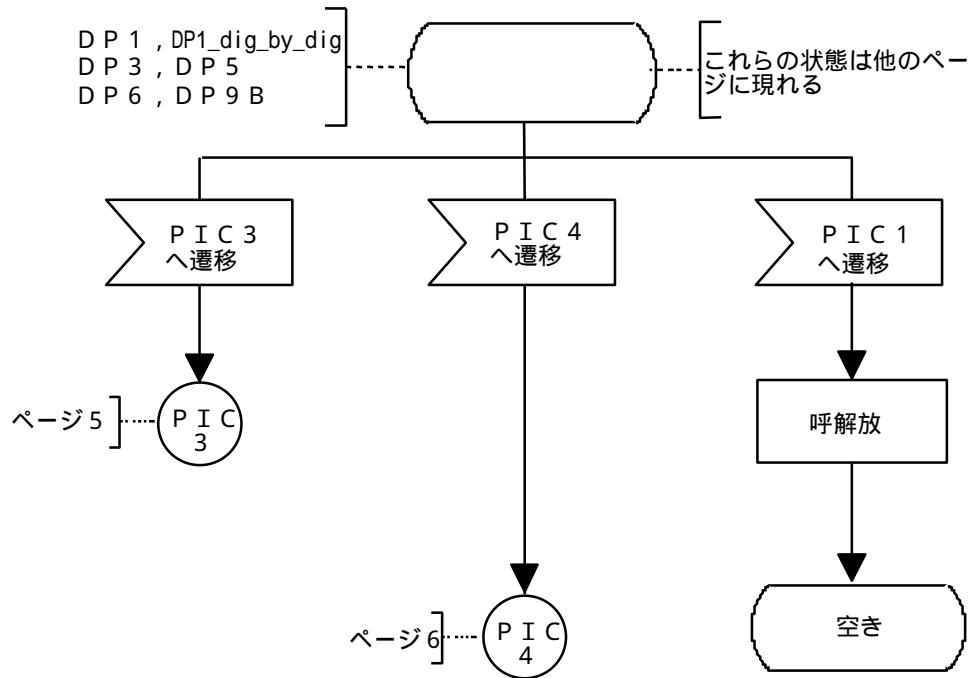 ＤＰ１，DP1_dig_by_dig
ＤＰ３，ＤＰ５
ＤＰ６，ＤＰ９Ｂ
これらの状態は他のペー
ジに現れる
ＰＩＣ３
へ遷移
ＰＩＣ４
へ遷移
ＰＩＣ１
へ遷移
ページ5
ＰＩＣ
3
呼解放
ページ6
ＰＩＣ
4
空き